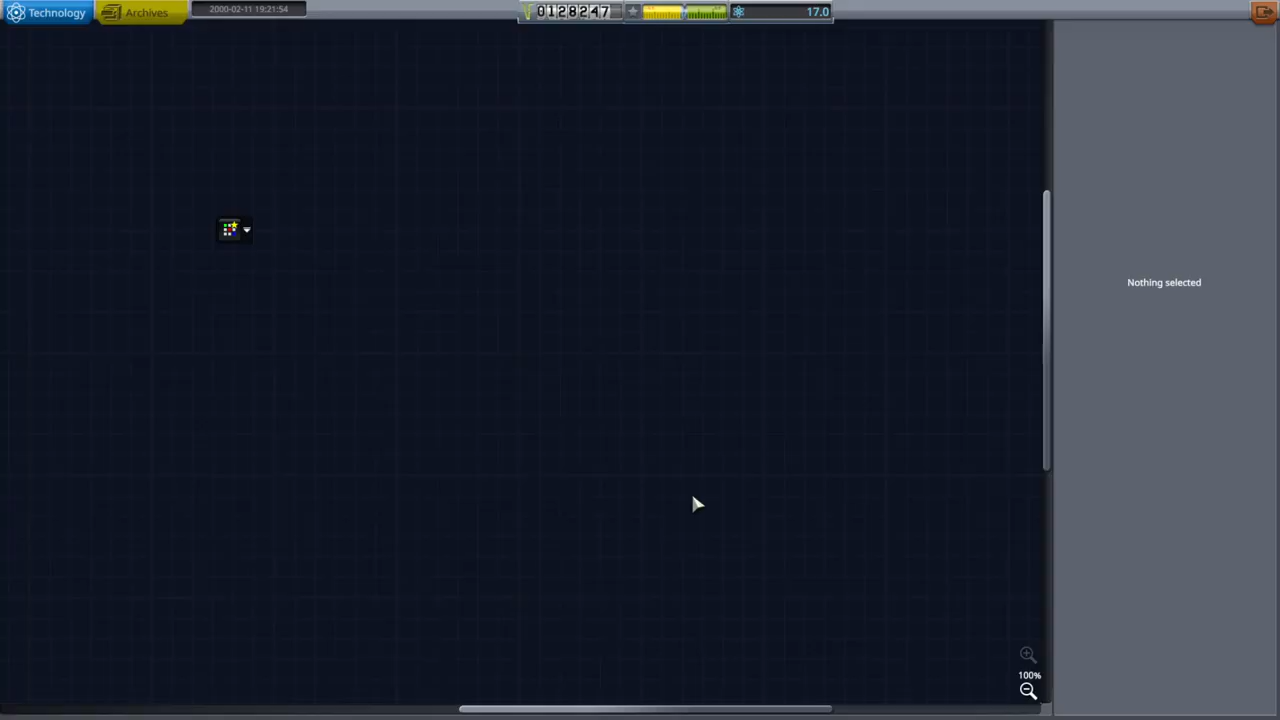 Technology
Archives
2000-02-11 19:21:54
0128247
17.0
Nothing selected
100%